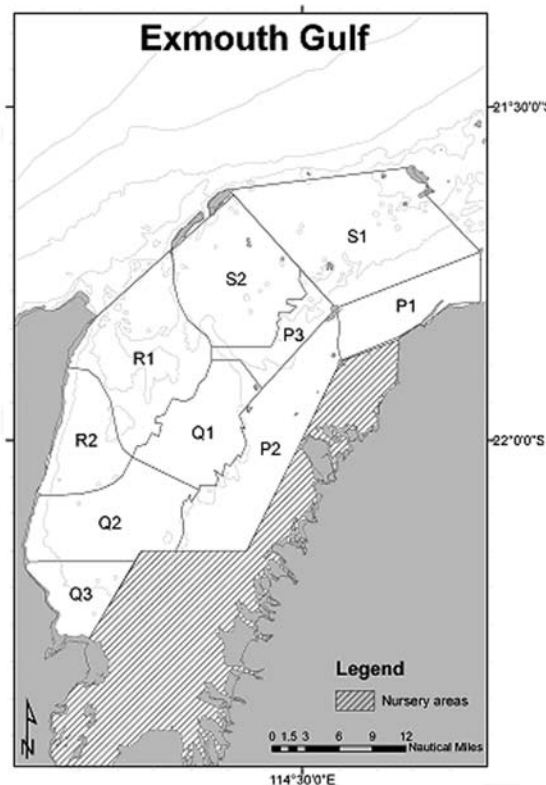 Exmouth Gulf
21°30'0"S
S1
S2
P1
P3
R1
Q1
R2
22°0'0"S
P2
Q2
Q3
Legend
Nursery areas
N
0 1.5 3 6 9 12
Nautical Miles
114°30'0"E